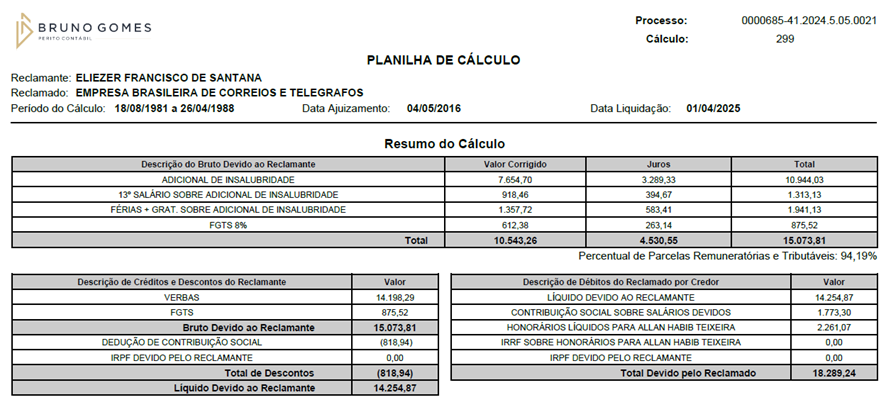 BRUNO GOMES
PERITO CONTÁBIL
Processo: 0000685-41.2024.5.05.0021
Cálculo: 299
PLANILHA DE CÁLCULO
Reclamante: ELIEZER FRANCISCO DE SANTANA
Reclamado: EMPRESA BRASILEIRA DE CORREIOS E TELEGRAFOS
Período do Cálculo: 18/08/1981 a 26/04/1988 Data Ajuizamento: 04/05/2016 Data Liquidação: 01/04/2025
Resumo do Cálculo
Descrição do Bruto Devido ao Reclamante Valor Corrigido Juros Total
ADICIONAL DE INSALUBRIDADE 7.654,70 3.289,33 10.944,03
13º SALÁRIO SOBRE ADICIONAL DE INSALUBRIDADE 918,46 394,67 1.313,13
FÉRIAS + GRAT. SOBRE ADICIONAL DE INSALUBRIDADE 1.357,72 583,41 1.941,13
FGTS 8% 612,38 263,14 875,52
Total 10.543,26 4.530,55 15.073,81
Percentual de Parcelas Remuneratórias e Tributáveis: 94,19%
Descrição de Créditos e Descontos do Reclamante Valor
VERBAS 14.198,29
FGTS 875,52
Bruto Devido ao Reclamante 15.073,81
DEDUÇÃO DE CONTRIBUIÇÃO SOCIAL (818,94)
IRPF DEVIDO PELO RECLAMANTE 0,00
Total de Descontos (818,94)
Líquido Devido ao Reclamante 14.254,87
Descrição de Débitos do Reclamado por Credor Valor
LÍQUIDO DEVIDO AO RECLAMANTE 14.254,87
CONTRIBUIÇÃO SOCIAL SOBRE SALÁRIOS DEVIDOS 1.773,30
HONORÁRIOS LÍQUIDOS PARA ALLAN HABIB TEIXEIRA 2.261,07
IRRF SOBRE HONORÁRIOS PARA ALLAN HABIB TEIXEIRA 0,00
IRPF DEVIDO PELO RECLAMANTE 0,00
Total Devido pelo Reclamado 18.289,24